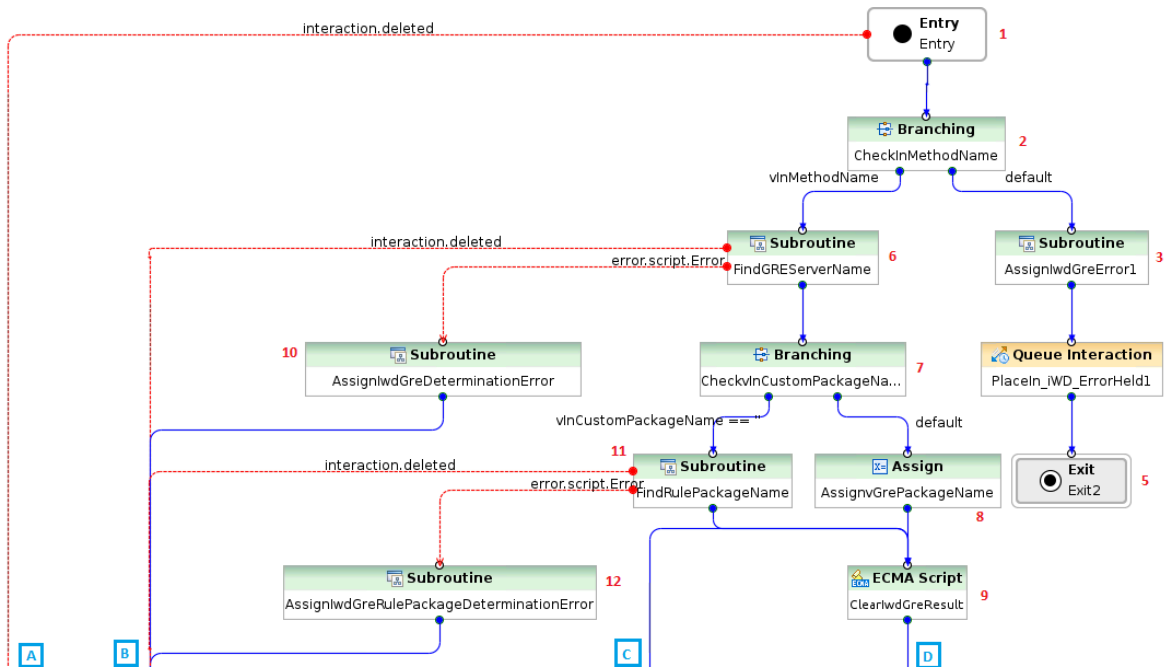 Entry
interaction.deleted
Entry
1
Branching
2
CheckInMethodName
vInMethodName
default
interaction.deleted
Subroutine
Subroutine
error.script.Error
6
3
FindGREServerName
AssignIwdGreError1
10
Subroutine
Branching
Queue Interaction
7
AssignIwdGreDeterminationError
CheckvInCustomPackageNa...
PlaceIn_iWD_ErrorHeld1
vInCustomPackageName == ''
default
11
interaction.deleted
Subroutine
Assign
Exit
error.script.Error
5
FindRulePackageName
AssignvGrePackageName
Exit2
8
Subroutine
12
ECMA Script
ECMA
9
AssignIwdGreRulePackageDeterminationError
ClearIwdGreResult
A
B
C
D